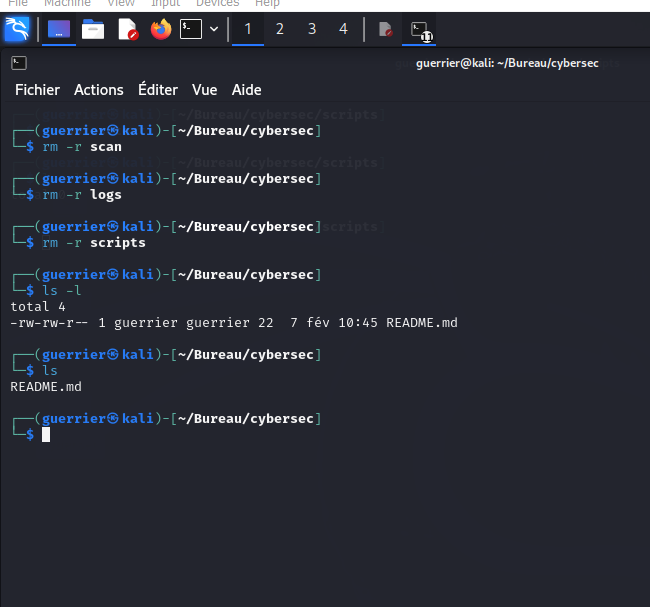 File Machine View Input Devices Help
1 2 3 4
11
guerrier@kali: ~/Bureau/cybersec
Fichier Actions Éditer Vue Aide
┌──(guerrier㉿kali)-[~/Bureau/cybersec]
└─$ rm -r scan
┌──(guerrier㉿kali)-[~/Bureau/cybersec]
└─$ rm -r logs
┌──(guerrier㉿kali)-[~/Bureau/cybersec]
└─$ rm -r scripts
┌──(guerrier㉿kali)-[~/Bureau/cybersec]
└─$ ls -l
total 4
-rw-rw-r-- 1 guerrier guerrier 22  7 fév 10:45 README.md
┌──(guerrier㉿kali)-[~/Bureau/cybersec]
└─$ ls
README.md
┌──(guerrier㉿kali)-[~/Bureau/cybersec]
└─$